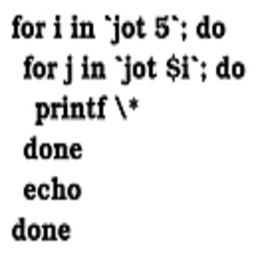 for i in `jot 5`; do
for j in `jot $i`; do
printf \*
done
echo
done